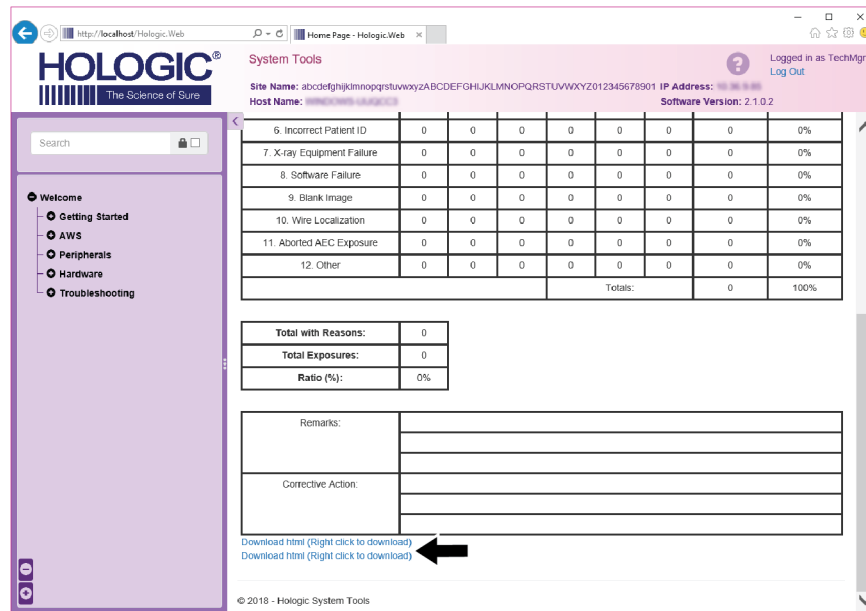 http://localhost/Hologic.Web
Home Page - Hologic.Web
HOLOGIC®
The Science of Sure
System Tools
Logged in as TechMgr
Log Out
Site Name: abcdefghijklmnopqrstuvwxyzABCDEFGHIJKLMNOPQRSTUVWXYZ012345678901 IP Address:
Host Name: Software Version: 2.1.0.2
Search
Welcome
Getting Started
AWS
Peripherals
Hardware
Troubleshooting
6. Incorrect Patient ID 0 0 0 0 0 0 0 0%
7. X-ray Equipment Failure 0 0 0 0 0 0 0 0%
8. Software Failure 0 0 0 0 0 0 0 0%
9. Blank Image 0 0 0 0 0 0 0 0%
10. Wire Localization 0 0 0 0 0 0 0 0%
11. Aborted AEC Exposure 0 0 0 0 0 0 0 0%
12. Other 0 0 0 0 0 0 0 0%
Totals: 0 100%
Total with Reasons: 0
Total Exposures: 0
Ratio (%): 0%
Remarks:
Corrective Action:
Download html (Right click to download)
Download html (Right click to download)
© 2018 - Hologic System Tools